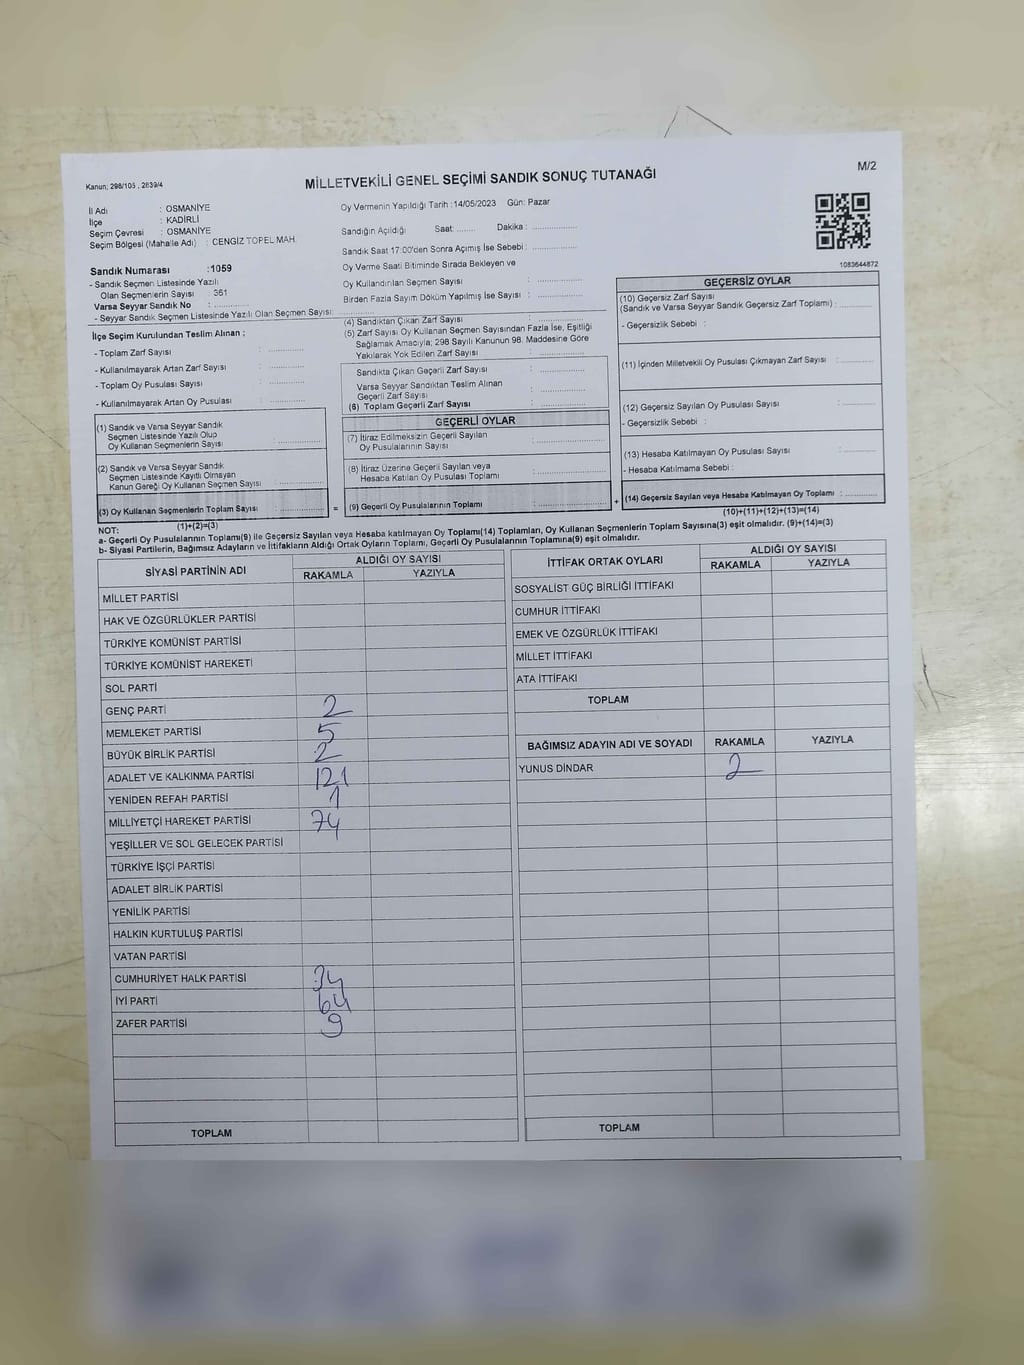 Kanun; 298/105 , 2839/4
MİLLETVEKİLİ GENEL SEÇİMİ SANDIK SONUÇ TUTANAĞI
M/2
İl Adı : OSMANİYE
İlçe : KADİRLİ
Seçim Çevresi : OSMANİYE
Seçim Bölgesi (Mahalle Adı) : CENGİZ TOPEL MAH.
Sandık Numarası :1059
- Sandık Seçmen Listesinde Yazılı
Olan Seçmenlerin Sayısı : 361
Varsa Seyyar Sandık No :
- Seyyar Sandık Seçmen Listesinde Yazılı Olan Seçmen Sayısı:
Oy Vermenin Yapıldığı Tarih :14/05/2023 Gün: Pazar
Sandığın Açıldığı Saat: ........ Dakika : ................
Sandık Saat 17:00'den Sonra Açımış İse Sebebi : ................
Oy Verme Saati Bitiminde Sırada Bekleyen ve
Oy Kullandırılan Seçmen Sayısı : ................
Birden Fazla Sayım Döküm Yapılmış İse Sayısı : ................
1083644872
İlçe Seçim Kurulundan Teslim Alınan ;
- Toplam Zarf Sayısı : ................
- Kullanılmayarak Artan Zarf Sayısı : ................
- Toplam Oy Pusulası Sayısı : ................
- Kullanılmayarak Artan Oy Pusulası : ................
(4) Sandıktan Çıkan Zarf Sayısı : ................
(5) Zarf Sayısı Oy Kullanan Seçmen Sayısından Fazla İse, Eşitliği
Sağlamak Amacıyla; 298 Sayılı Kanunun 98. Maddesine Göre
Yakılarak Yok Edilen Zarf Sayısı : ................
Sandıkta Çıkan Geçerli Zarf Sayısı : ................
Varsa Seyyar Sandıktan Teslim Alınan
Geçerli Zarf Sayısı : ................
(6) Toplam Geçerli Zarf Sayısı : ................
GEÇERSİZ OYLAR
(10) Geçersiz Zarf Sayısı
(Sandık ve Varsa Seyyar Sandık Geçersiz Zarf Toplamı) : ................
- Geçersizlik Sebebi :
(11) İçinden Milletvekili Oy Pusulası Çıkmayan Zarf Sayısı : ................
(12) Geçersiz Sayılan Oy Pusulası Sayısı : ................
- Geçersizlik Sebebi :
(13) Hesaba Katılmayan Oy Pusulası Sayısı : ................
- Hesaba Katılmama Sebebi :
(14) Geçersiz Sayılan veya Hesaba Katılmayan Oy Toplamı : ................
(10)+(11)+(12)+(13)=(14)
(1) Sandık ve Varsa Seyyar Sandık
Seçmen Listesinde Yazılı Olup
Oy Kullanan Seçmenlerin Sayısı : ................
(2) Sandık ve Varsa Seyyar Sandık
Seçmen Listesinde Kayıtlı Olmayan
Kanun Gereği Oy Kullanan Seçmen Sayısı : ................
(3) Oy Kullanan Seçmenlerin Toplam Sayısı : ................
(1)+(2)=(3)
=
GEÇERLİ OYLAR
(7) İtiraz Edilmeksizin Geçerli Sayılan
Oy Pusulalarının Sayısı : ................
(8) İtiraz Üzerine Geçerli Sayılan veya
Hesaba Katılan Oy Pusulası Toplamı : ................
(9) Geçerli Oy Pusulalarının Toplamı : ................
+
NOT:
a- Geçerli Oy Pusulalarının Toplamı(9) ile Geçersiz Sayılan veya Hesaba katılmayan Oy Toplamı(14) Toplamları, Oy Kullanan Seçmenlerin Toplam Sayısına(3) eşit olmalıdır. (9)+(14)=(3)
b- Siyasi Partilerin, Bağımsız Adayların ve İttifakların Aldığı Ortak Oyların Toplamı, Geçerli Oy Pusulalarının Toplamına(9) eşit olmalıdır.
SİYASİ PARTİNİN ADI ALDIĞI OY SAYISI
RAKAMLA YAZIYLA
MİLLET PARTİSİ
HAK VE ÖZGÜRLÜKLER PARTİSİ
TÜRKİYE KOMÜNİST PARTİSİ
TÜRKİYE KOMÜNİST HAREKETİ
SOL PARTİ
GENÇ PARTİ 2
MEMLEKET PARTİSİ 5
BÜYÜK BİRLİK PARTİSİ 2
ADALET VE KALKINMA PARTİSİ 121
YENİDEN REFAH PARTİSİ 1
MİLLİYETÇİ HAREKET PARTİSİ 74
YEŞİLLER VE SOL GELECEK PARTİSİ
TÜRKİYE İŞÇİ PARTİSİ
ADALET BİRLİK PARTİSİ
YENİLİK PARTİSİ
HALKIN KURTULUŞ PARTİSİ
VATAN PARTİSİ
CUMHURİYET HALK PARTİSİ 34
İYİ PARTİ 64
ZAFER PARTİSİ 9
TOPLAM
İTTİFAK ORTAK OYLARI ALDIĞI OY SAYISI
RAKAMLA YAZIYLA
SOSYALİST GÜÇ BİRLİĞİ İTTİFAKI
CUMHUR İTTİFAKI
EMEK VE ÖZGÜRLÜK İTTİFAKI
MİLLET İTTİFAKI
ATA İTTİFAKI
TOPLAM
BAĞIMSIZ ADAYIN ADI VE SOYADI RAKAMLA YAZIYLA
YUNUS DİNDAR 2
TOPLAM